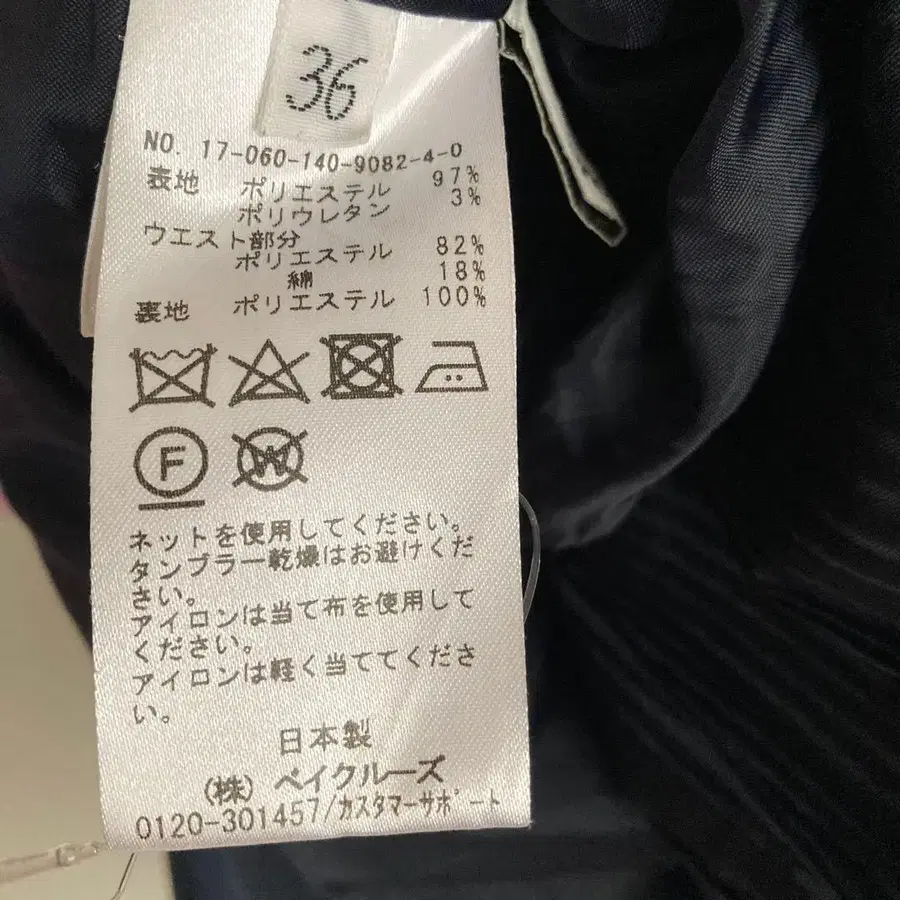 36
NO. 17-060-140-9082-4-0
表地 ポリエステル 97%
ポリウレタン 3%
ウエスト部分
ポリエステル 82%
綿 18%
裏地 ポリエステル 100%
F W
ネットを使用してください。
タンブラー乾燥はお避けくだ
さい。
アイロンは当て布を使用して
ください。
アイロンは軽く当ててくださ
い。
日本製
(株) ベイクルーズ
0120-301457/カスタマーサポート